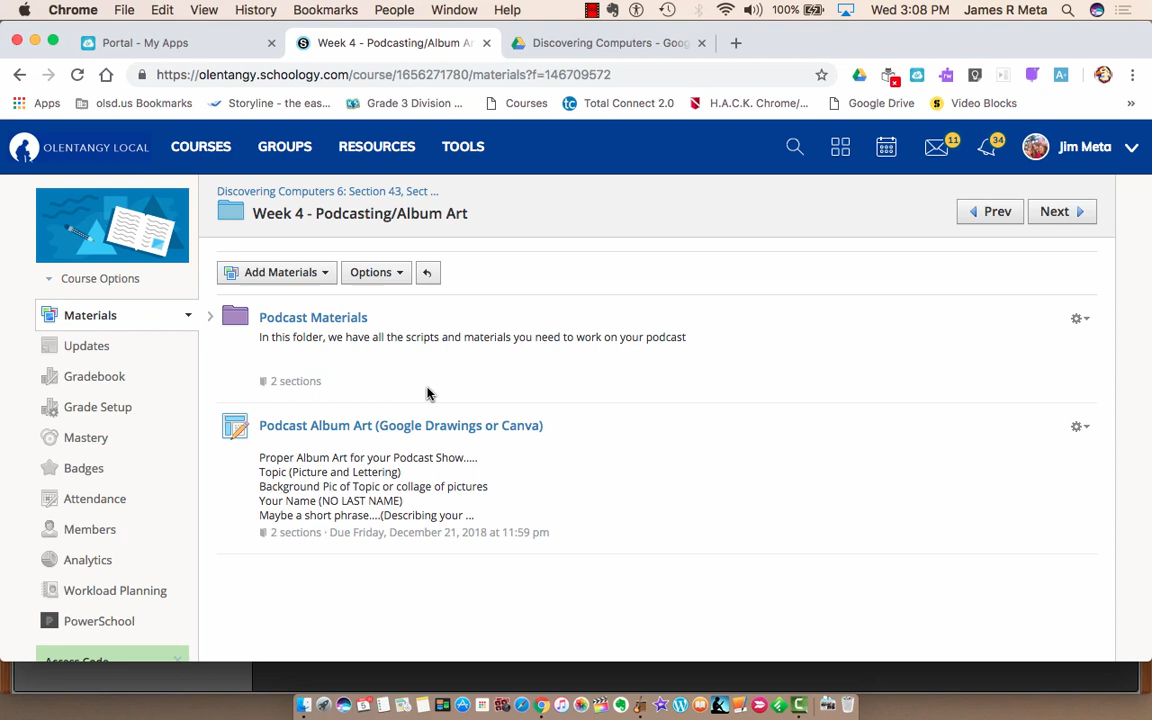 Chrome File Edit View History Bookmarks People Window Help 100% Wed 3:08 PM James R Meta
Portal - My Apps Week 4 - Podcasting/Album Ar Discovering Computers - Goog
https://olentangy.schoology.com/course/1656271780/materials?f=146709572
Apps olsd.us Bookmarks Storyline - the eas... Grade 3 Division ... Courses Total Connect 2.0 H.A.C.K. Chrome/... Google Drive Video Blocks »
OLENTANGY LOCAL COURSES GROUPS RESOURCES TOOLS 11 34 Jim Meta
Discovering Computers 6: Section 43, Sect ...
Week 4 - Podcasting/Album Art
Prev Next
Course Options
Add Materials Options
Materials
Updates
Gradebook
Grade Setup
Mastery
Badges
Attendance
Members
Analytics
Workload Planning
PowerSchool
Access Code
Podcast Materials
In this folder, we have all the scripts and materials you need to work on your podcast
2 sections
Podcast Album Art (Google Drawings or Canva)
Proper Album Art for your Podcast Show.....
Topic (Picture and Lettering)
Background Pic of Topic or collage of pictures
Your Name (NO LAST NAME)
Maybe a short phrase....(Describing your ...
2 sections · Due Friday, December 21, 2018 at 11:59 pm